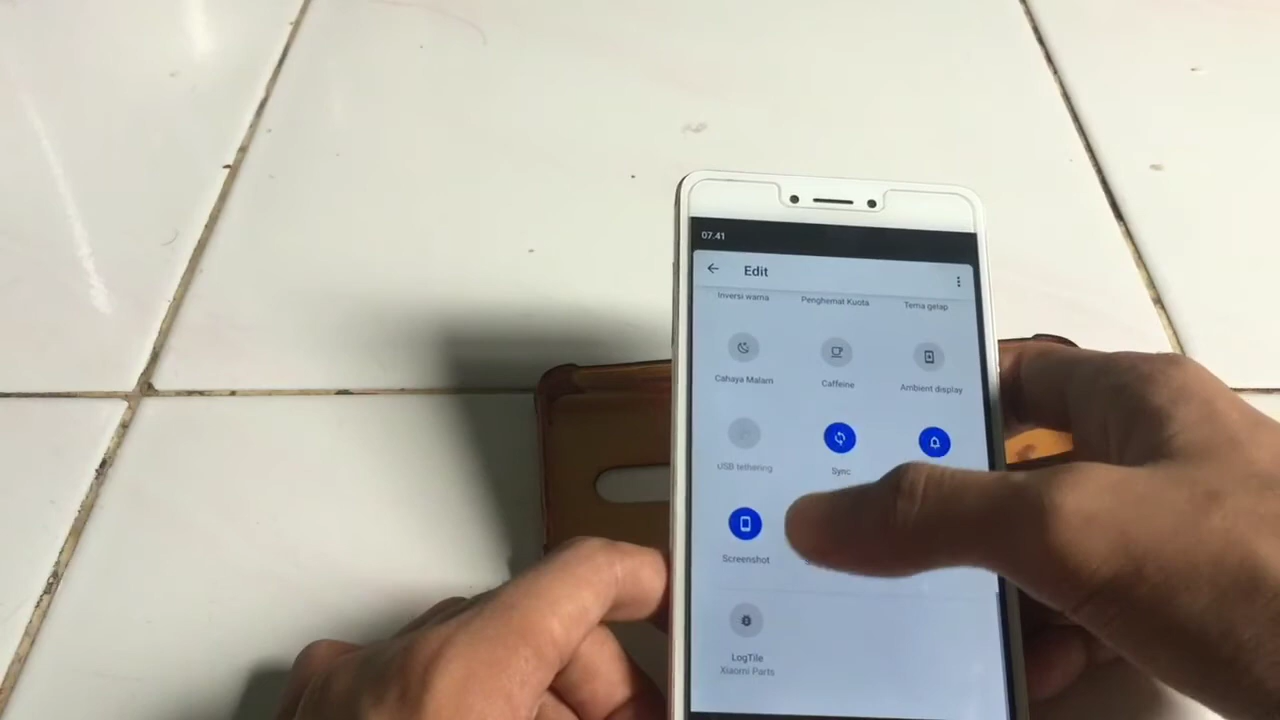 07.41
Edit
Inversi warna
Penghemat Kuota
Tema gelap
Cahaya Malam
Caffeine
Ambient display
USB tethering
Sync
Screenshot
LogTile
Xiaomi Parts